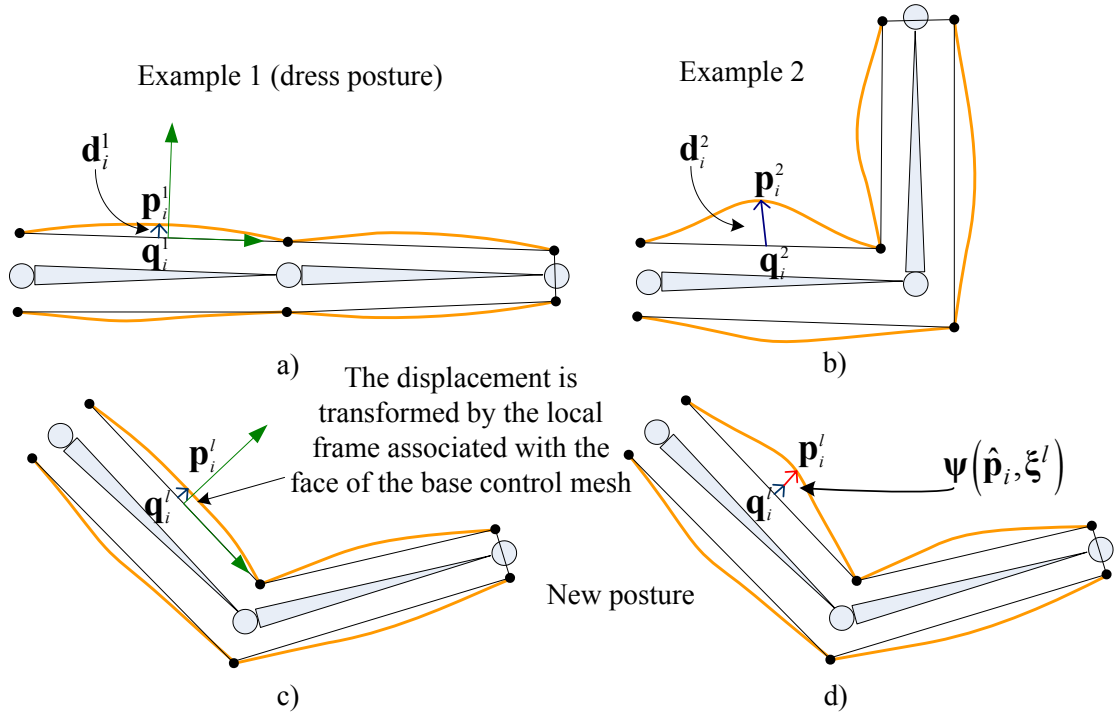 Example 1 (dress posture)
Example 2
d_i^1
p_i^1
q_i^1
d_i^2
p_i^2
q_i^2
a)
b)
The displacement is
transformed by the local
frame associated with the
face of the base control mesh
p_i^l
q_i^l
p_i^l
q_i^l
ψ(p̂_i, ξ^l)
New posture
c)
d)